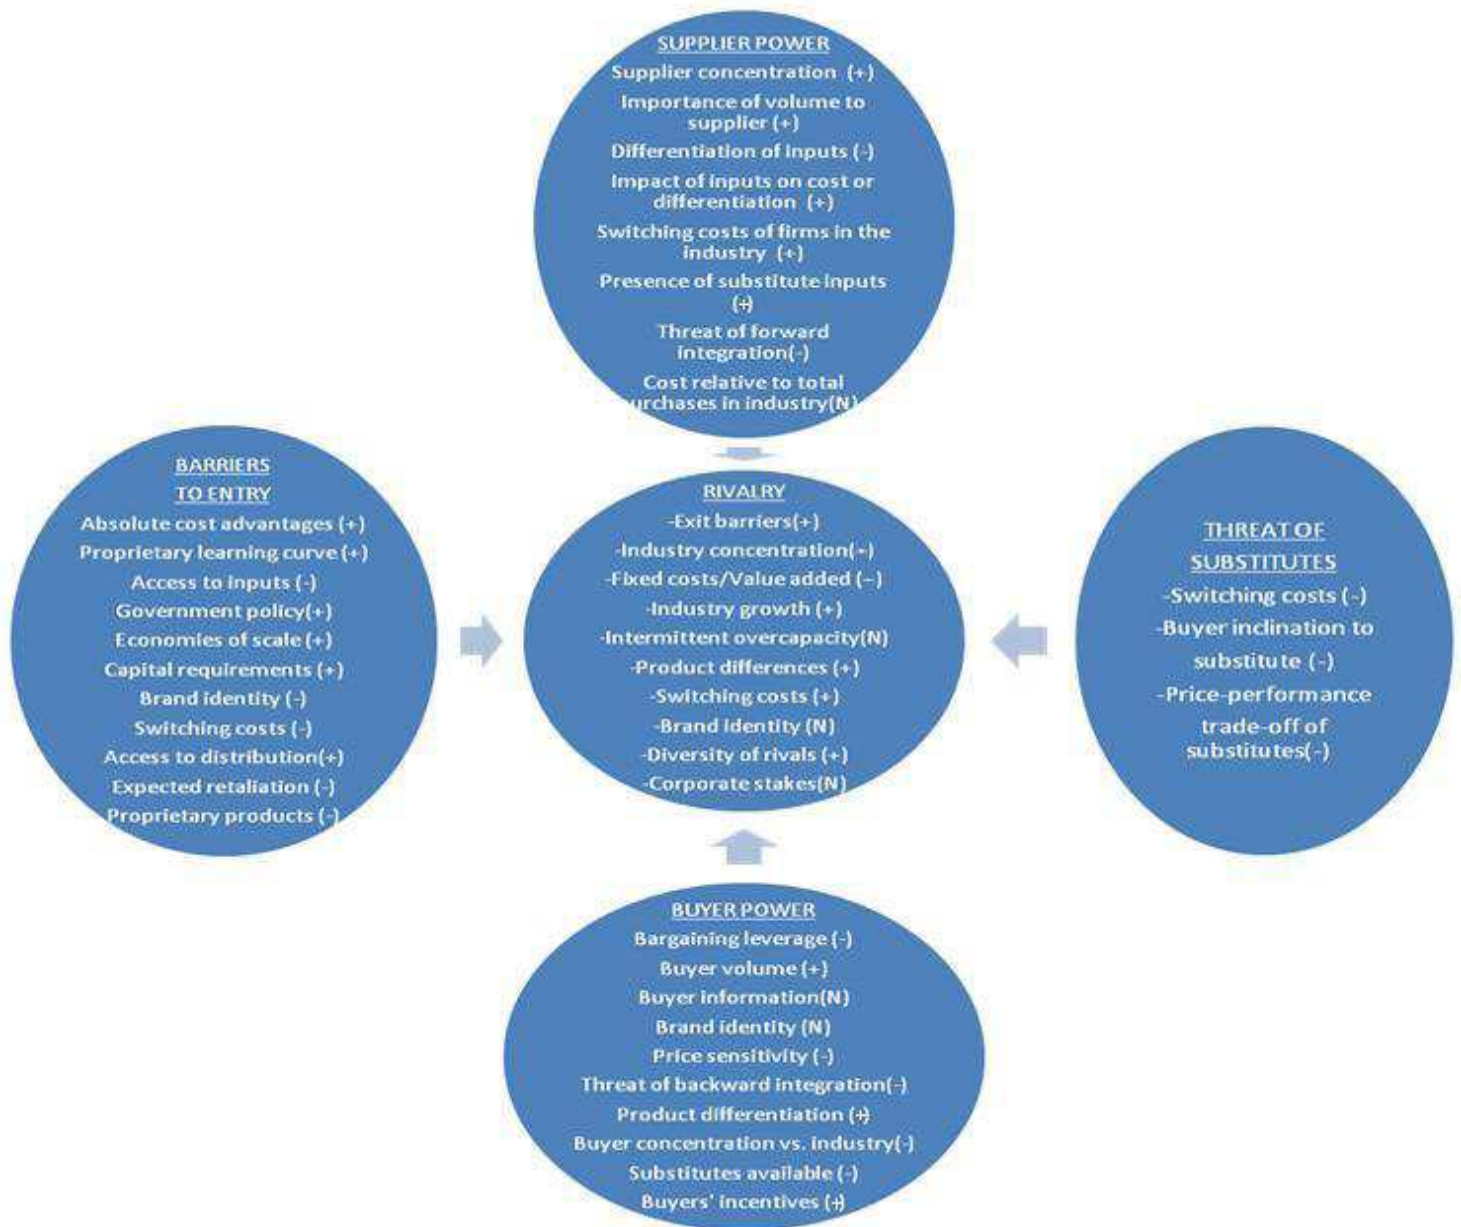 SUPPLIER POWER
Supplier concentration (+)
Importance of volume to
supplier (+)
Differentiation of inputs (-)
Impact of inputs on cost or
differentiation (+)
Switching costs of firms in the
industry (+)
Presence of substitute inputs
(+)
Threat of forward
integration(-)
Cost relative to total
purchases in industry(N)
BARRIERS
TO ENTRY
Absolute cost advantages (+)
Proprietary learning curve (+)
Access to inputs (-)
Government policy(+)
Economies of scale (+)
Capital requirements (+)
Brand identity (-)
Switching costs (-)
Access to distribution(+)
Expected retaliation (-)
Proprietary products (-)
RIVALRY
-Exit barriers(+)
-Industry concentration(-)
-Fixed costs/Value added (–)
-Industry growth (+)
-Intermittent overcapacity(N)
-Product differences (+)
-Switching costs (+)
-Brand identity (N)
-Diversity of rivals (+)
-Corporate stakes(N)
THREAT OF
SUBSTITUTES
-Switching costs (-)
-Buyer inclination to
substitute (-)
-Price-performance
trade-off of
substitutes(-)
BUYER POWER
Bargaining leverage (-)
Buyer volume (+)
Buyer information(N)
Brand identity (N)
Price sensitivity (-)
Threat of backward integration(-)
Product differentiation (+)
Buyer concentration vs. industry(-)
Substitutes available (-)
Buyers' incentives (+)